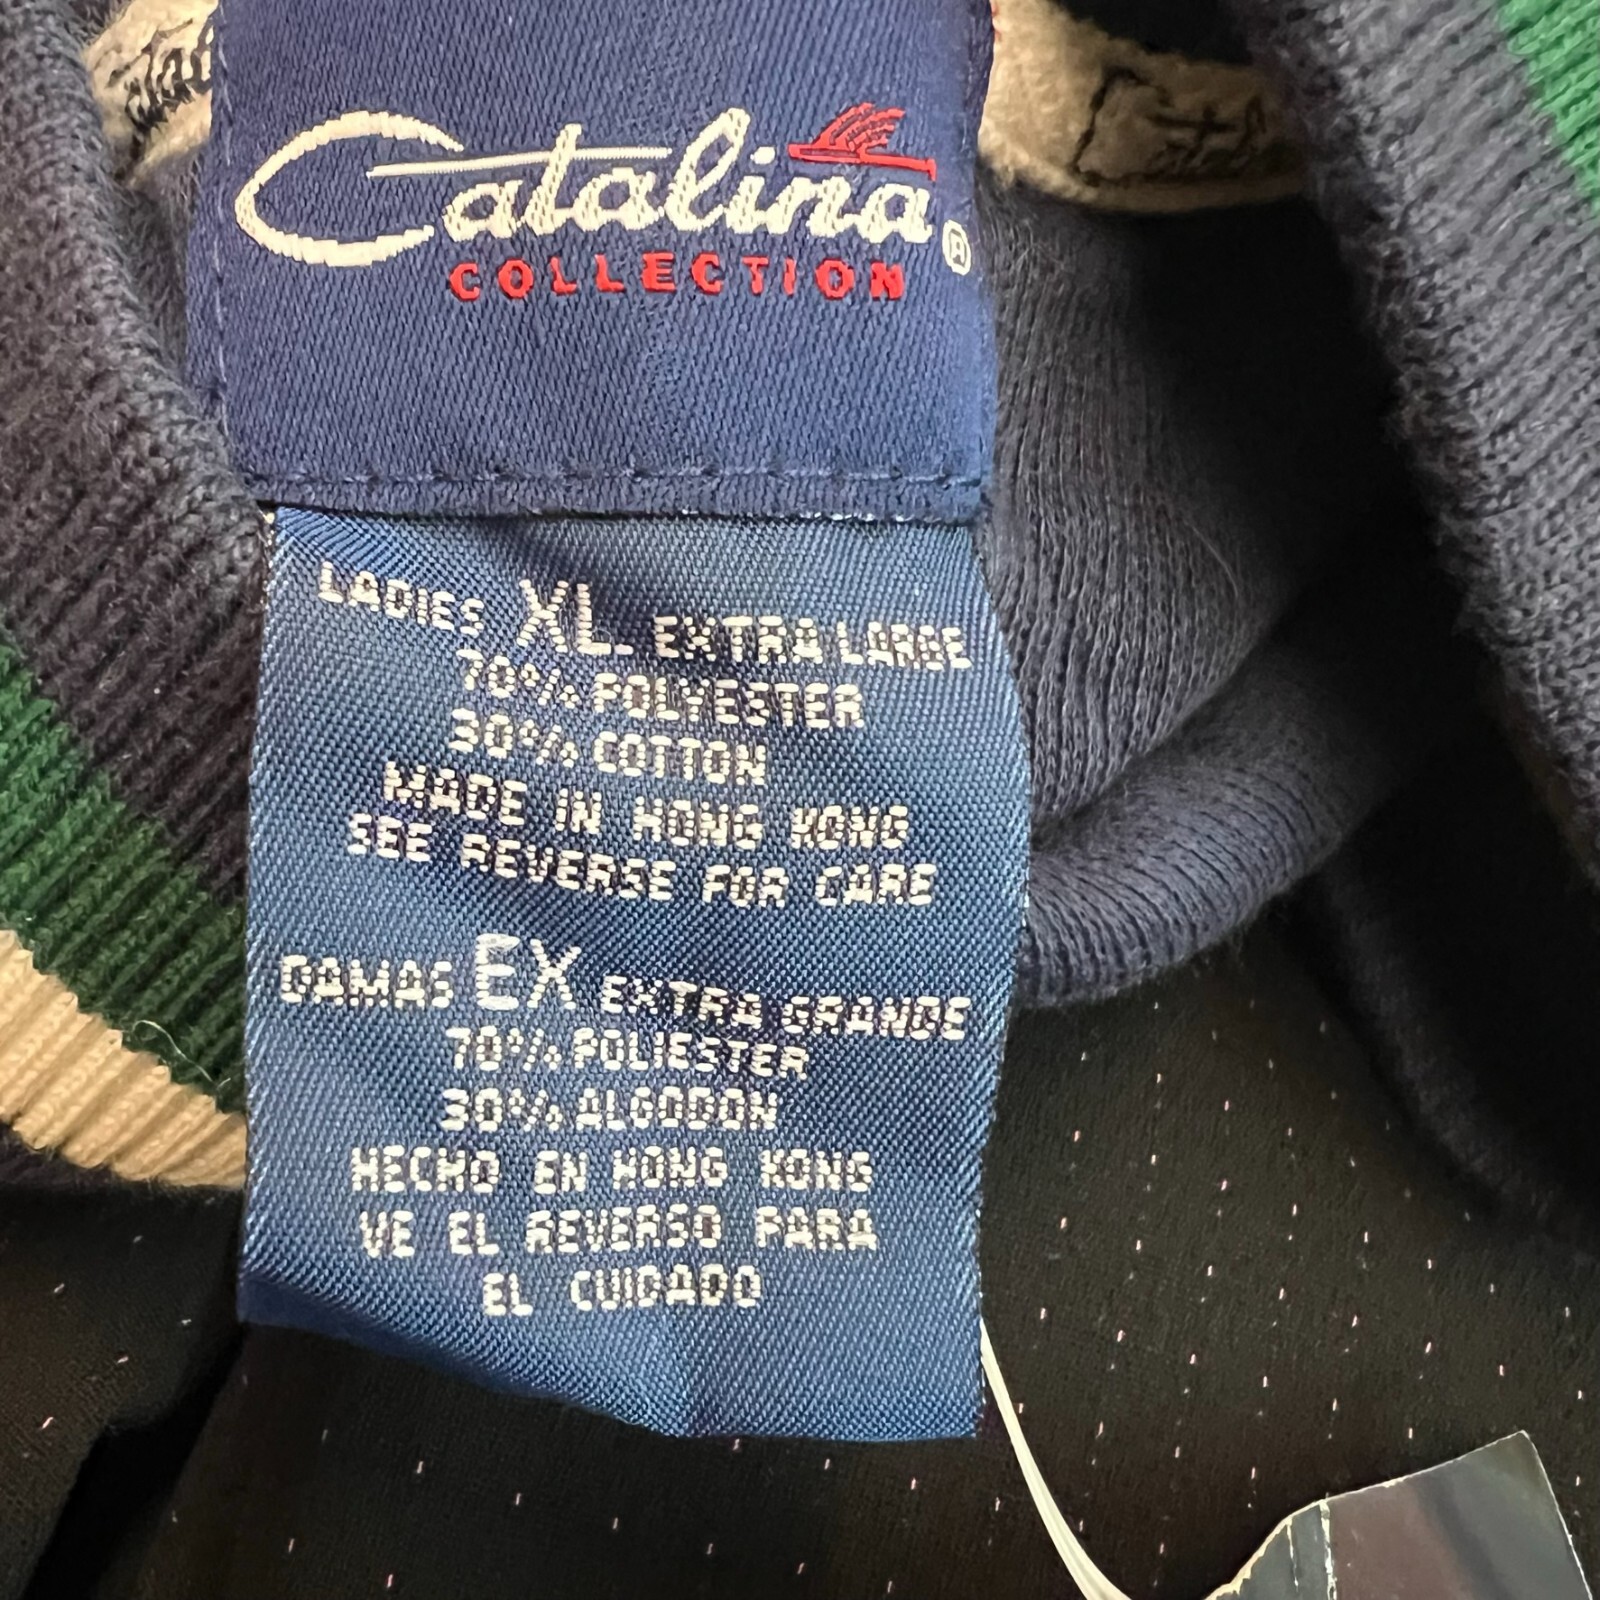 Catalina®
COLLECTION
LADIES XL. EXTRA LARGE
70% POLYESTER
30% COTTON
MADE IN HONG KONG
SEE REVERSE FOR CARE
DAMAS EX EXTRA GRANDE
70% POLIESTER
30% ALGODON
HECHO EN HONG KONG
VE EL REVERSO PARA
EL CUIDADO